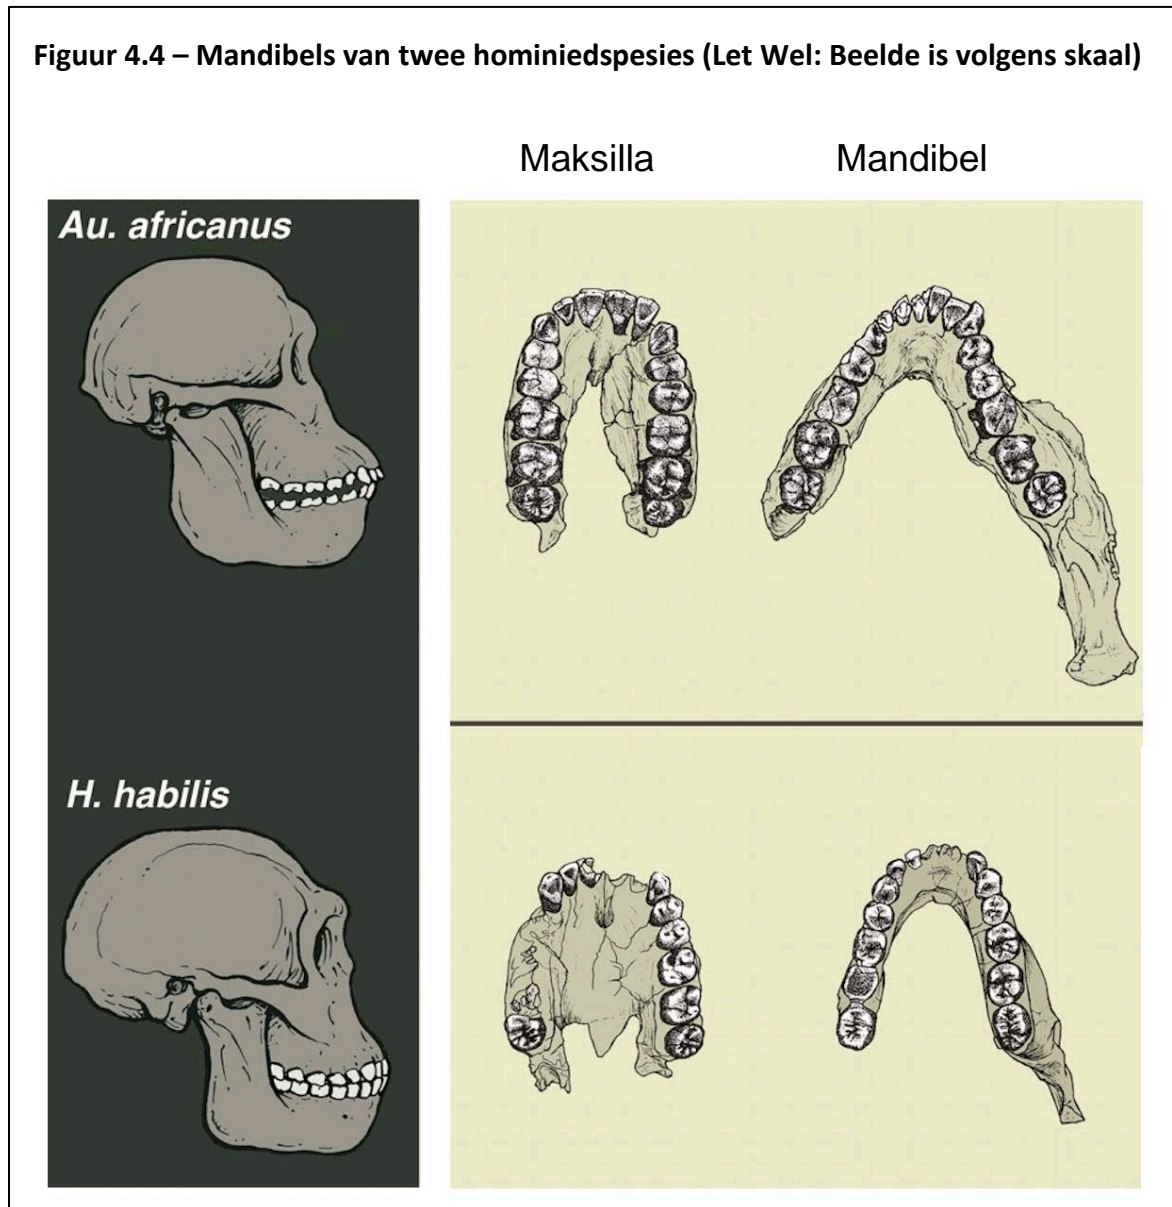 Figuur 4.4 – Mandibels van twee hominiedspesies (Let Wel: Beelde is volgens skaal)
Maksilla Mandibel
Au. africanus
H. habilis